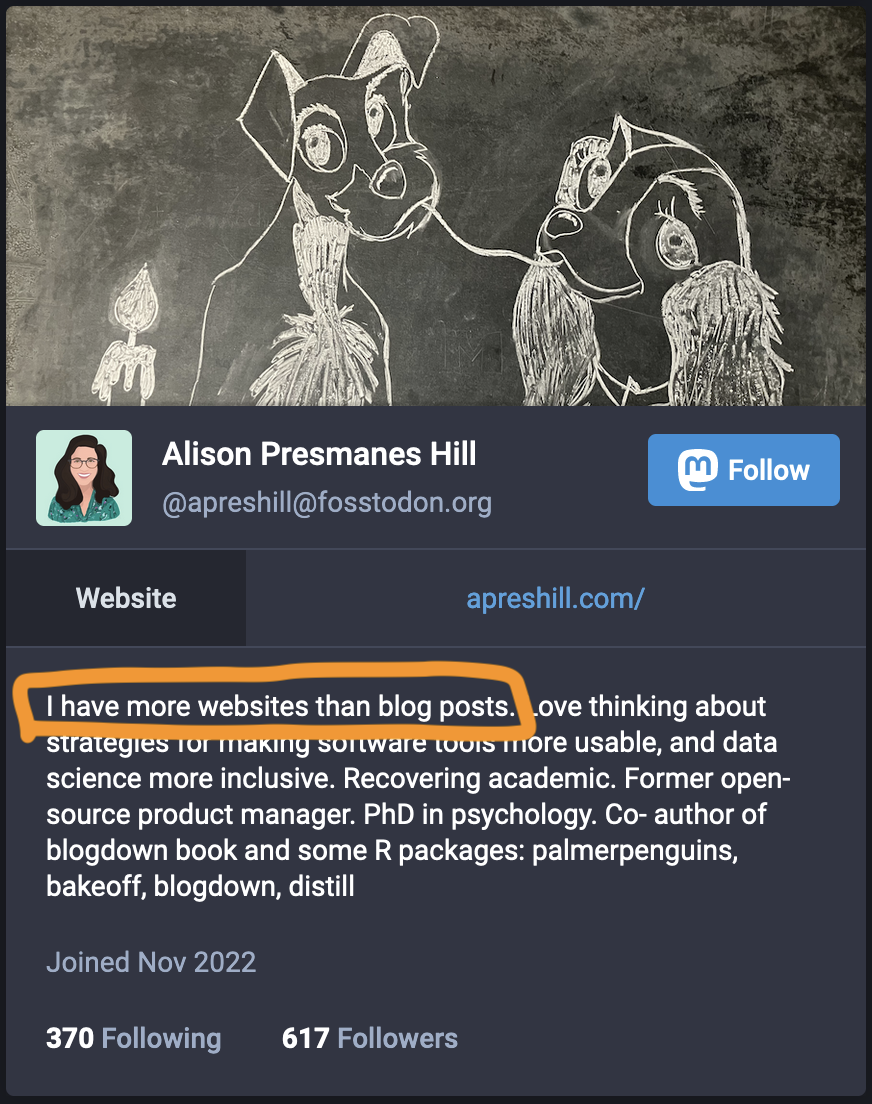 Alison Presmanes Hill
@apreshill@fosstodon.org
Follow
Website
apreshill.com/
I have more websites than blog posts. Love thinking about
strategies for making software tools more usable, and data
science more inclusive. Recovering academic. Former open-
source product manager. PhD in psychology. Co- author of
blogdown book and some R packages: palmerpenguins,
bakeoff, blogdown, distill
Joined Nov 2022
370 Following
617 Followers